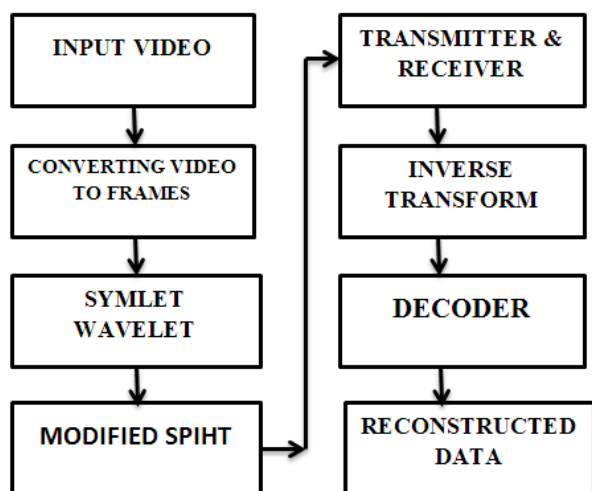 INPUT VIDEO
CONVERTING VIDEO
TO FRAMES
SYMLET
WAVELET
MODIFIED SPIHT
TRANSMITTER &
RECEIVER
INVERSE
TRANSFORM
DECODER
RECONSTRUCTED
DATA